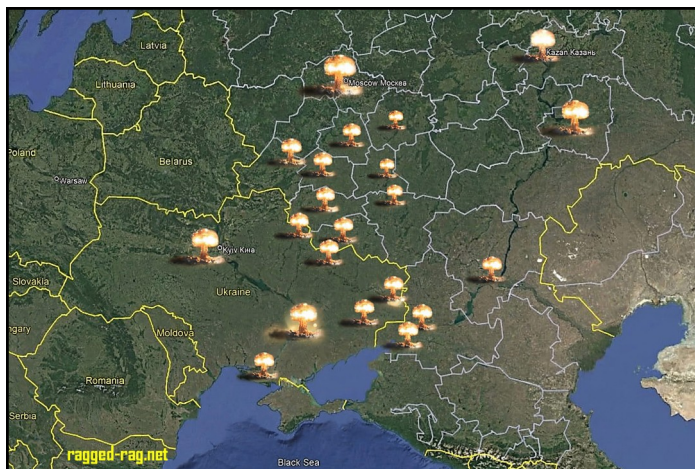 Latvia
Kazan Казань
Moscow Москва
Lithuania
Belarus
Poland
Warsaw
Kyiv Київ
Slovakia
Ukraine
Moldova
Romania
Serbia
ragged-rag.net
Black Sea